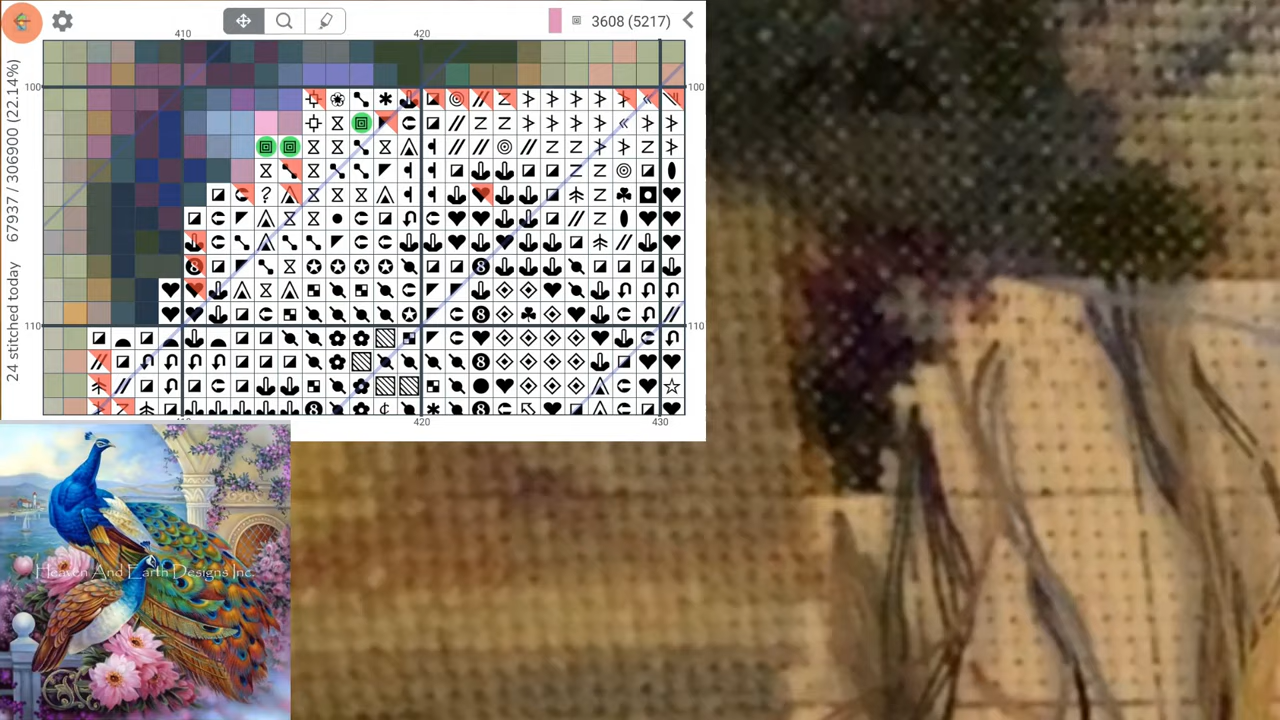 3608 (5217)
410 420
100 100
110 110
410 420 430
24 stitched today 67937 / 306900 (22.14%)
Heaven And Earth Designs Inc.